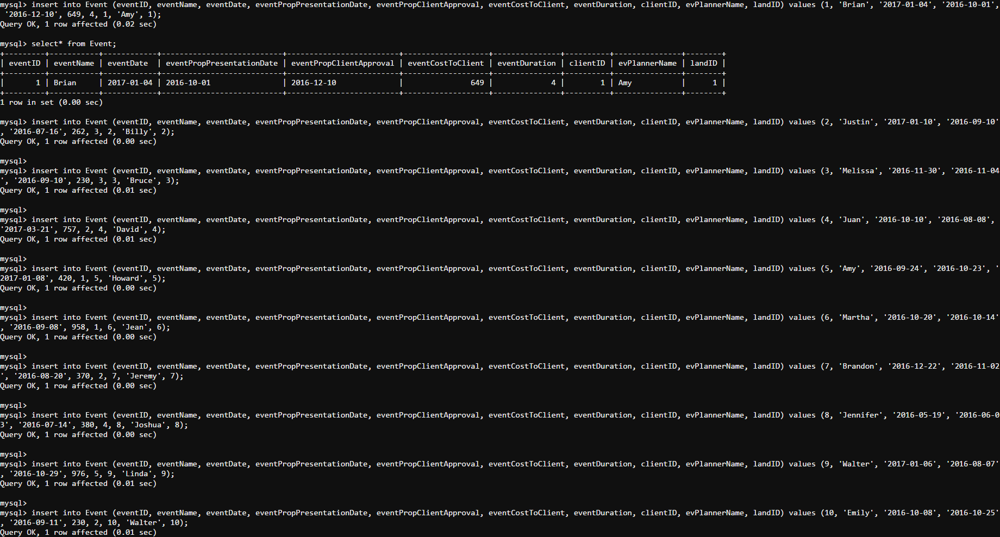 mysql> insert into Event (eventID, eventName, eventDate, eventPropPresentationDate, eventPropClientApproval, eventCostToClient, eventDuration, clientID, evPlannerName, landID) values (1, 'Brian', '2017-01-04', '2016-10-01',
 '2016-12-10', 649, 4, 1, 'Amy', 1);
Query OK, 1 row affected (0.02 sec)

mysql> select* from Event;
+---------+-----------+------------+---------------------------+-------------------------+-------------------+---------------+----------+---------------+--------+
| eventID | eventName | eventDate  | eventPropPresentationDate | eventPropClientApproval | eventCostToClient | eventDuration | clientID | evPlannerName | landID |
+---------+-----------+------------+---------------------------+-------------------------+-------------------+---------------+----------+---------------+--------+
|       1 | Brian     | 2017-01-04 | 2016-10-01                | 2016-12-10              |               649 |             4 |        1 | Amy           |      1 |
+---------+-----------+------------+---------------------------+-------------------------+-------------------+---------------+----------+---------------+--------+
1 row in set (0.00 sec)

mysql> insert into Event (eventID, eventName, eventDate, eventPropPresentationDate, eventPropClientApproval, eventCostToClient, eventDuration, clientID, evPlannerName, landID) values (2, 'Justin', '2017-01-10', '2016-09-10'
, '2016-07-16', 262, 3, 2, 'Billy', 2);
Query OK, 1 row affected (0.00 sec)

mysql>
mysql> insert into Event (eventID, eventName, eventDate, eventPropPresentationDate, eventPropClientApproval, eventCostToClient, eventDuration, clientID, evPlannerName, landID) values (3, 'Melissa', '2016-11-30', '2016-11-04
', '2016-09-10', 230, 3, 3, 'Bruce', 3);
Query OK, 1 row affected (0.01 sec)

mysql>
mysql> insert into Event (eventID, eventName, eventDate, eventPropPresentationDate, eventPropClientApproval, eventCostToClient, eventDuration, clientID, evPlannerName, landID) values (4, 'Juan', '2016-10-10', '2016-08-08',
'2017-03-21', 757, 2, 4, 'David', 4);
Query OK, 1 row affected (0.01 sec)

mysql>
mysql> insert into Event (eventID, eventName, eventDate, eventPropPresentationDate, eventPropClientApproval, eventCostToClient, eventDuration, clientID, evPlannerName, landID) values (5, 'Amy', '2016-09-24', '2016-10-23', '
2017-01-08', 420, 1, 5, 'Howard', 5);
Query OK, 1 row affected (0.00 sec)

mysql>
mysql> insert into Event (eventID, eventName, eventDate, eventPropPresentationDate, eventPropClientApproval, eventCostToClient, eventDuration, clientID, evPlannerName, landID) values (6, 'Martha', '2016-10-20', '2016-10-14'
, '2016-09-08', 958, 1, 6, 'Jean', 6);
Query OK, 1 row affected (0.00 sec)

mysql>
mysql> insert into Event (eventID, eventName, eventDate, eventPropPresentationDate, eventPropClientApproval, eventCostToClient, eventDuration, clientID, evPlannerName, landID) values (7, 'Brandon', '2016-12-22', '2016-11-02
', '2016-08-20', 370, 2, 7, 'Jeremy', 7);
Query OK, 1 row affected (0.00 sec)

mysql>
mysql> insert into Event (eventID, eventName, eventDate, eventPropPresentationDate, eventPropClientApproval, eventCostToClient, eventDuration, clientID, evPlannerName, landID) values (8, 'Jennifer', '2016-05-19', '2016-06-0
3', '2016-07-14', 380, 4, 8, 'Joshua', 8);
Query OK, 1 row affected (0.00 sec)

mysql>
mysql> insert into Event (eventID, eventName, eventDate, eventPropPresentationDate, eventPropClientApproval, eventCostToClient, eventDuration, clientID, evPlannerName, landID) values (9, 'Walter', '2017-01-06', '2016-08-07'
, '2016-10-29', 976, 5, 9, 'Linda', 9);
Query OK, 1 row affected (0.01 sec)

mysql>
mysql> insert into Event (eventID, eventName, eventDate, eventPropPresentationDate, eventPropClientApproval, eventCostToClient, eventDuration, clientID, evPlannerName, landID) values (10, 'Emily', '2016-10-08', '2016-10-25'
, '2016-09-11', 230, 2, 10, 'Walter', 10);
Query OK, 1 row affected (0.01 sec)